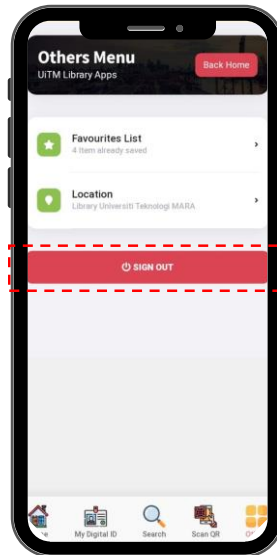 Others Menu
UiTM Library Apps
Back Home
Favourites List
4 Item already saved
Location
Library Universiti Teknologi MARA
SIGN OUT
My Digital ID
Search
Scan QR